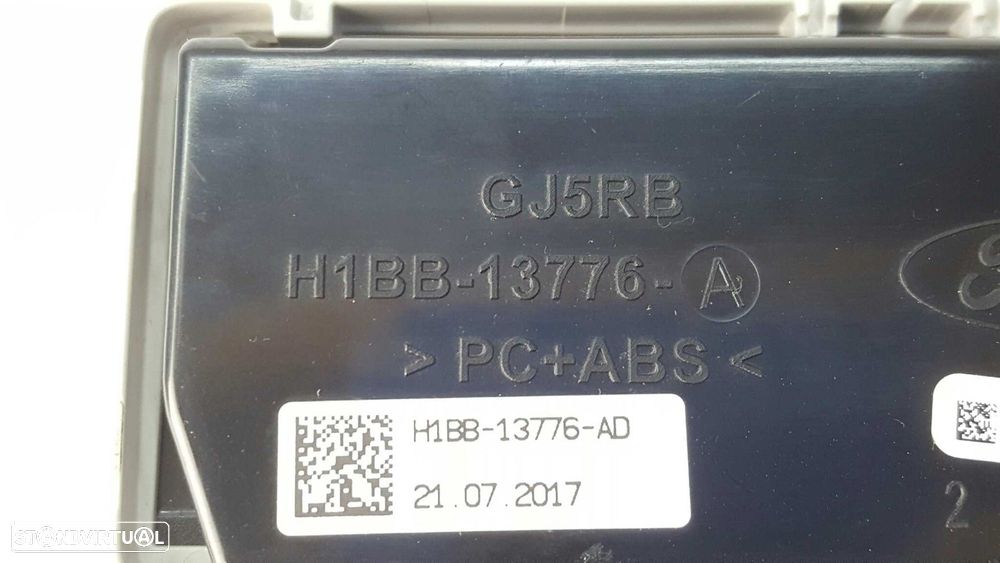 GJ5RB
H1BB-13776-A
> PC+ABS <
H1BB-13776-AD
21.07.2017
2
STANDVIRTUAL